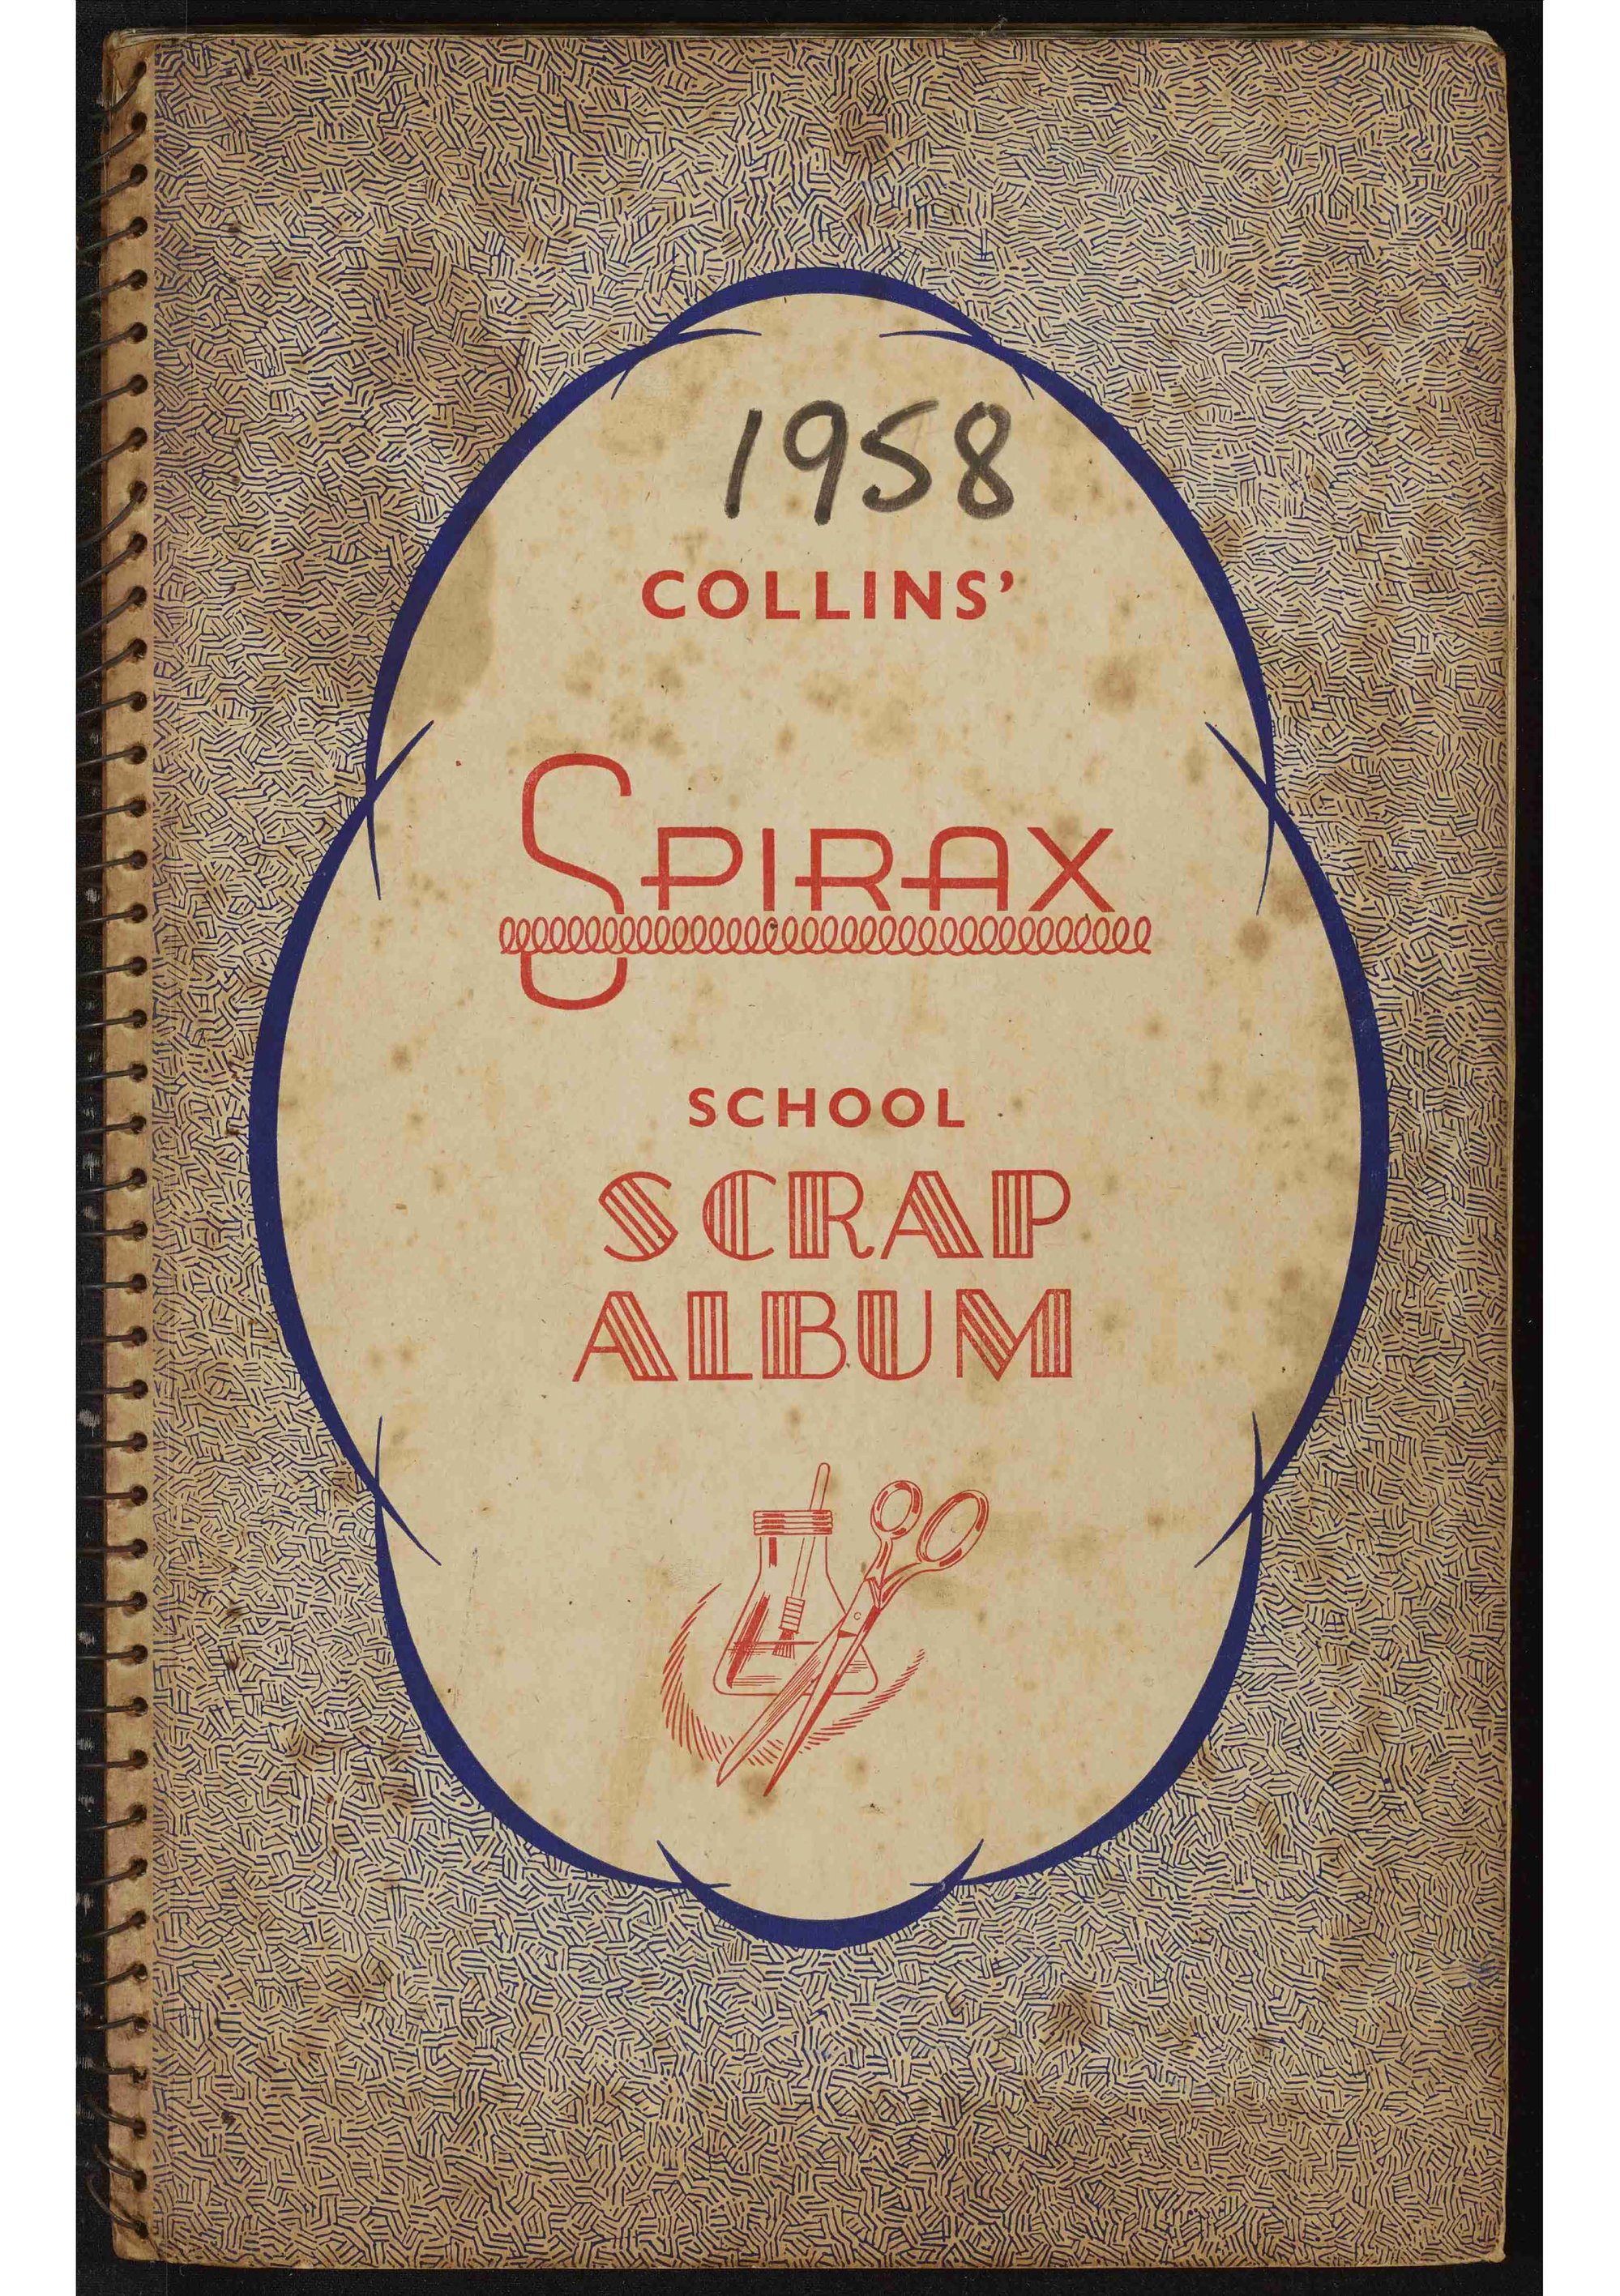 1958
COLLINS’
SPIRAX
SCHOOL
SCRAP
ALBUM